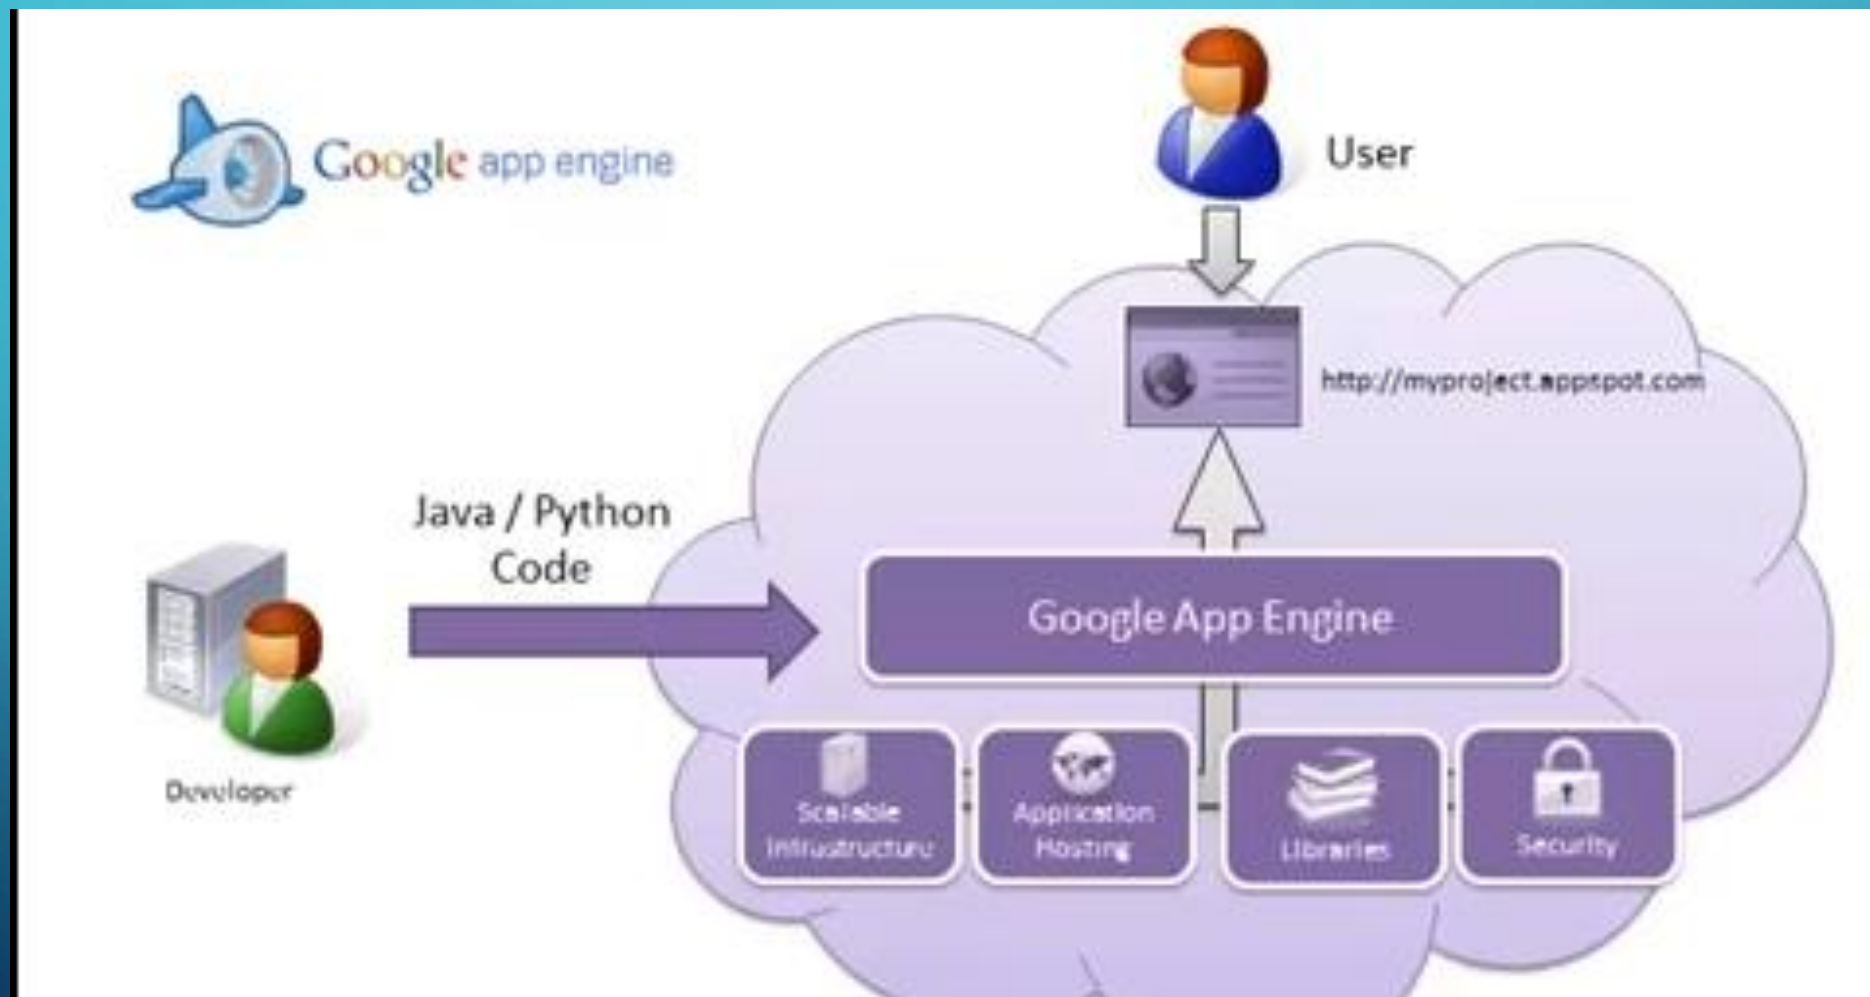 Google app engine
User
http://myproject.appspot.com
Java / Python
Code
Google App Engine
Developer
Scalable
Infrastructure
Application
Hosting
Libraries
Security